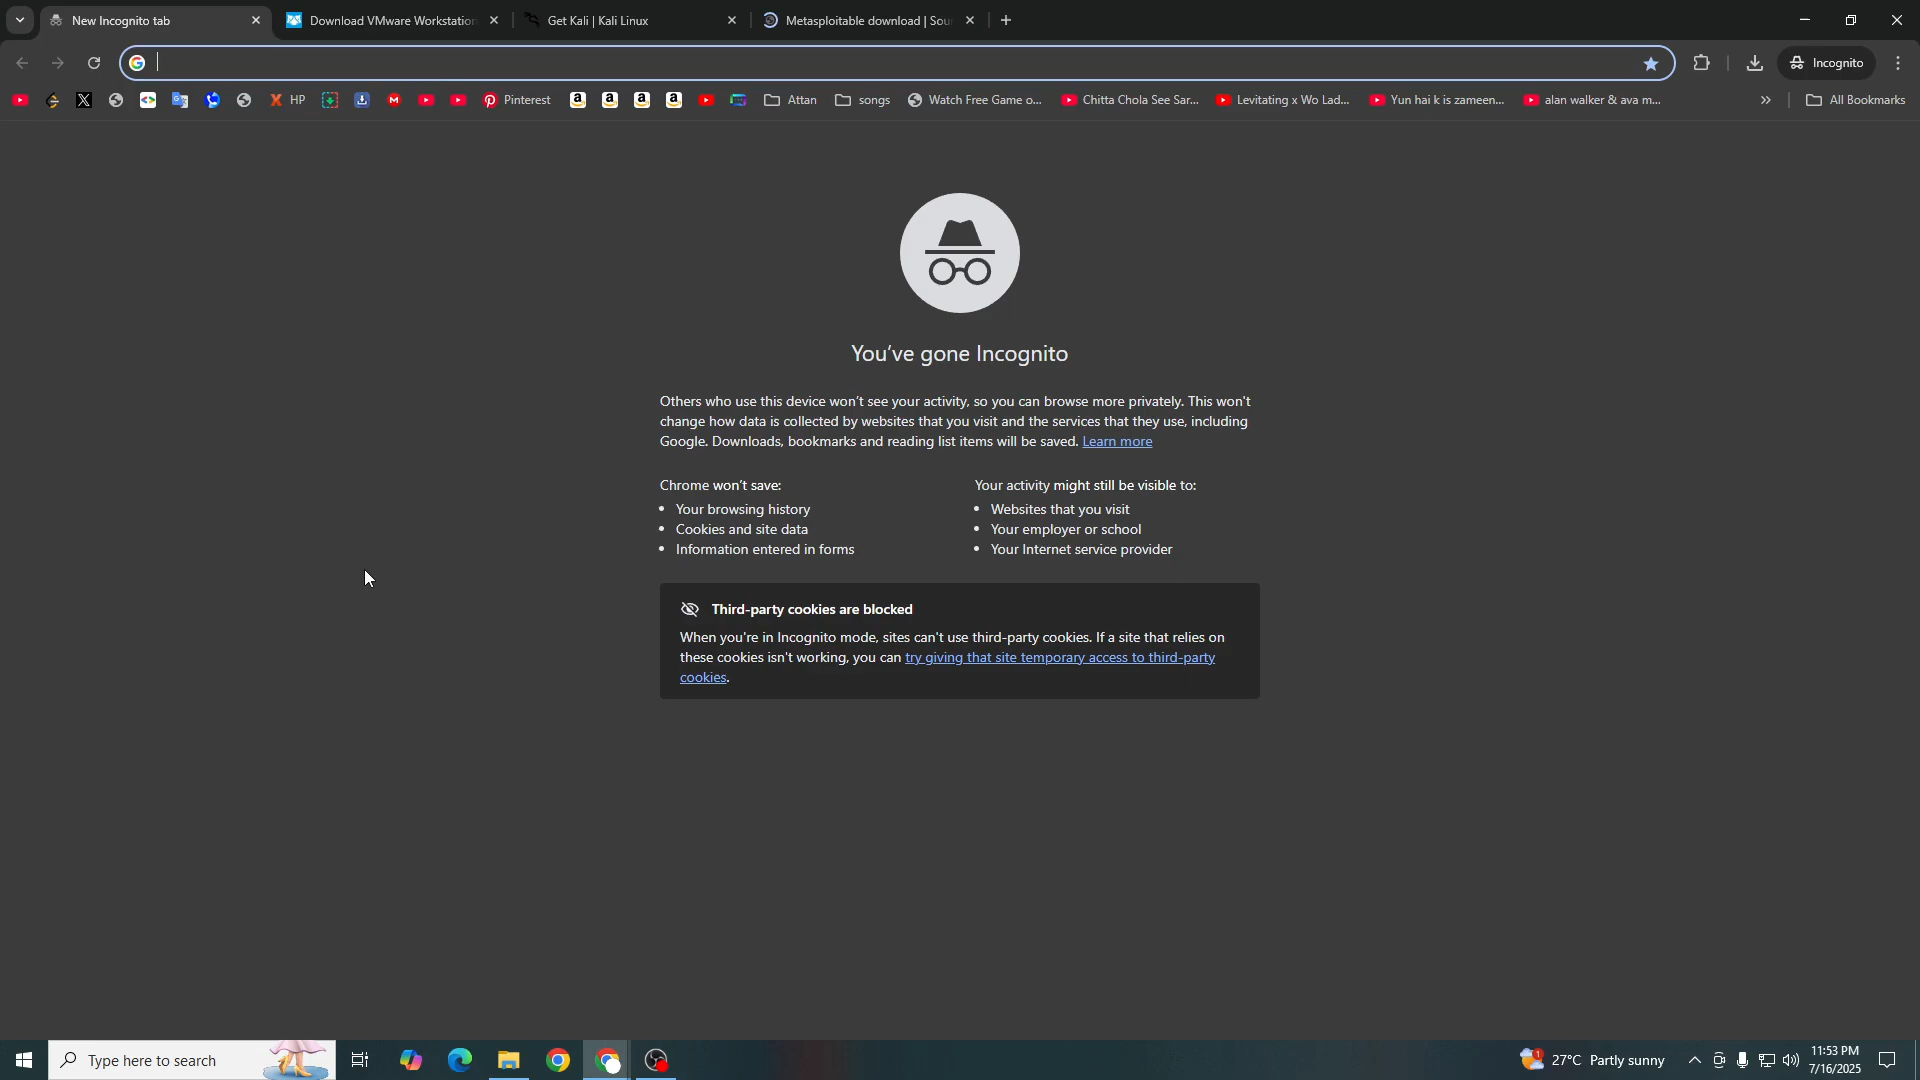 New Incognito tab
Download VMware Workstation
Get Kali | Kali Linux
Metasploitable download | Sou
Incognito
HP
Pinterest
Attan
songs
Watch Free Game o...
Chitta Chola See Sar...
Levitating x Wo Lad...
Yun hai k is zameen...
alan walker & ava m...
All Bookmarks
You've gone Incognito
Others who use this device won't see your activity, so you can browse more privately. This won't
change how data is collected by websites that you visit and the services that they use, including
Google. Downloads, bookmarks and reading list items will be saved. Learn more
Chrome won't save:
• Your browsing history
• Cookies and site data
• Information entered in forms
Your activity might still be visible to:
• Websites that you visit
• Your employer or school
• Your Internet service provider
Third-party cookies are blocked
When you're in Incognito mode, sites can't use third-party cookies. If a site that relies on
these cookies isn't working, you can try giving that site temporary access to third-party
cookies.
Type here to search
1
27°C Partly sunny
11:53 PM
7/16/2025